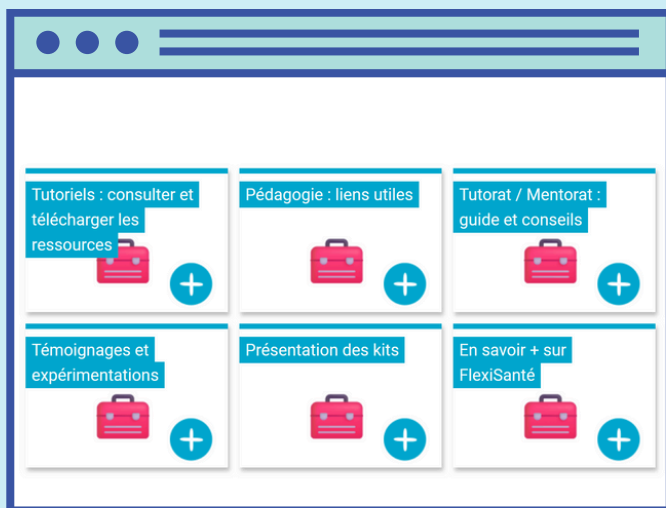 Tutoriels : consulter et
télécharger les
ressources
Pédagogie : liens utiles
Tutorat / Mentorat :
guide et conseils
Témoignages et
expérimentations
Présentation des kits
En savoir + sur
FlexiSanté